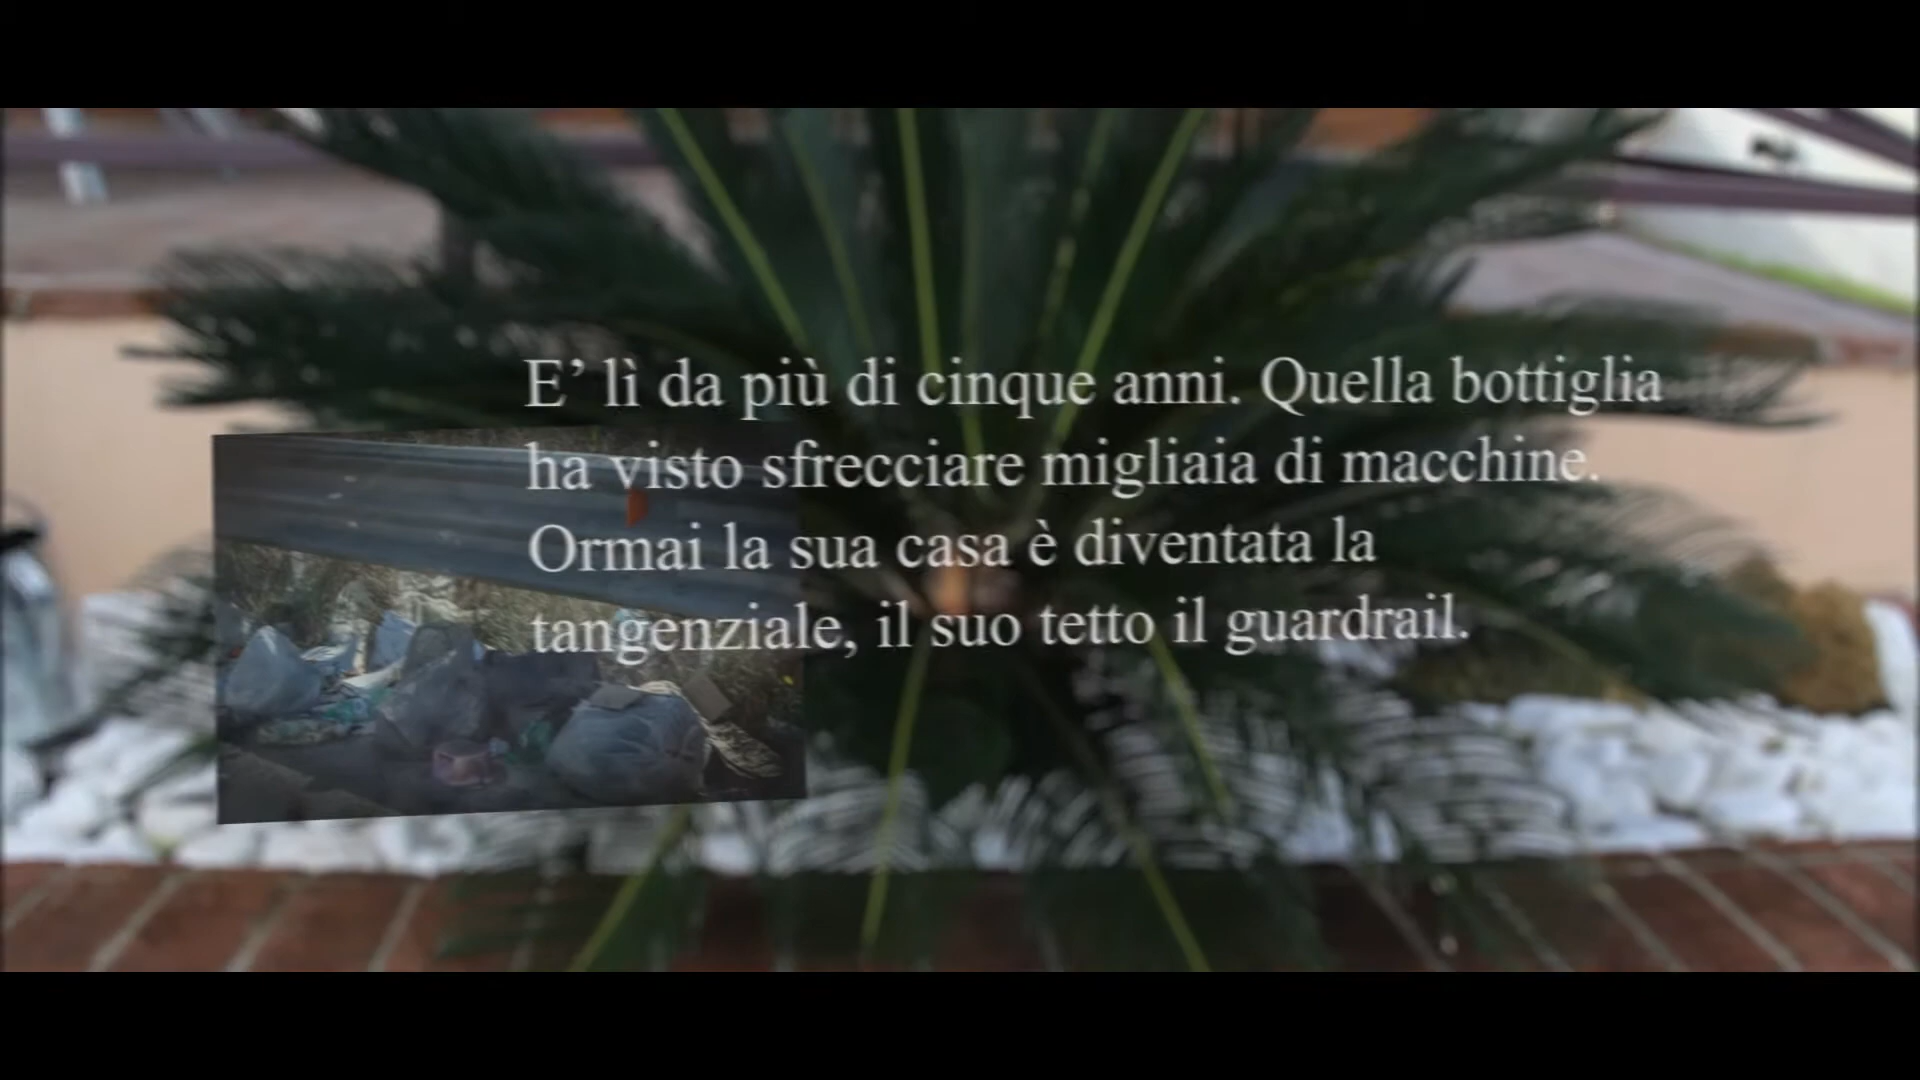 E’ lì da più di cinque anni. Quella bottiglia
ha visto sfrecciare migliaia di macchine.
Ormai la sua casa è diventata la
tangenziale, il suo tetto il guardrail.